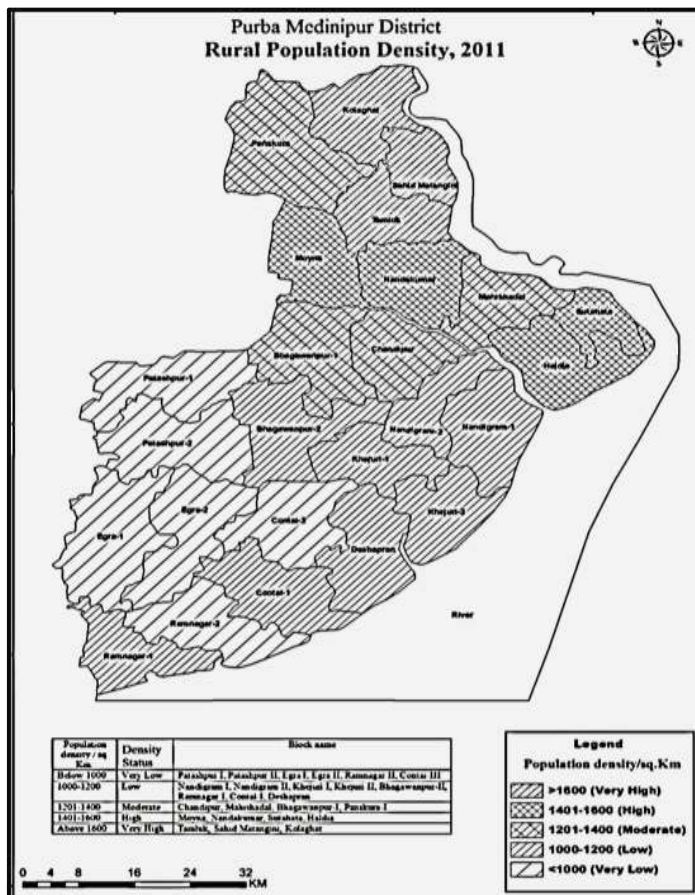 Purba Medinipur District
Rural Population Density, 2011
N
W E
S
Kolaghat
Panskura
Sahid Matangini
Tamluk
Moyna
Nandakumar
Mahishadal
Sutahata
Haldia
Bhagawanpur-1
Chandipur
Patashpur-1
Bhagawanpur-2
Nandigram-2
Nandigram-1
Patashpur-2
Khejuri-1
Egra-2
Contai-3
Khejuri-2
Egra-1
Deshapran
Contai-1
Ramnagar-2
River
Ramnagar-1
Population density / sq Km Density Status Block name
Below 1000 Very Low Patashpur I, Patashpur II, Egra I, Egra II, Ramnagar II, Contai III
1000-1200 Low Nandigram I, Nandigram II, Khejuri I, Khejuri II, Bhagawanpur-II,
Ramnagar I, Contai I, Deshapran
1201-1400 Moderate Chandipur, Mahishadal, Bhagawanpur-I, Panskura-I
1401-1600 High Moyna, Nandakumar, Sutahata, Haldia
Above 1600 Very High Tamluk, Sahid Matangini, Kolaghat
Legend
Population density/sq.Km
>1600 (Very High)
1401-1600 (High)
1201-1400 (Moderate)
1000-1200 (Low)
<1000 (Very Low)
0 4 8 16 24 32
KM